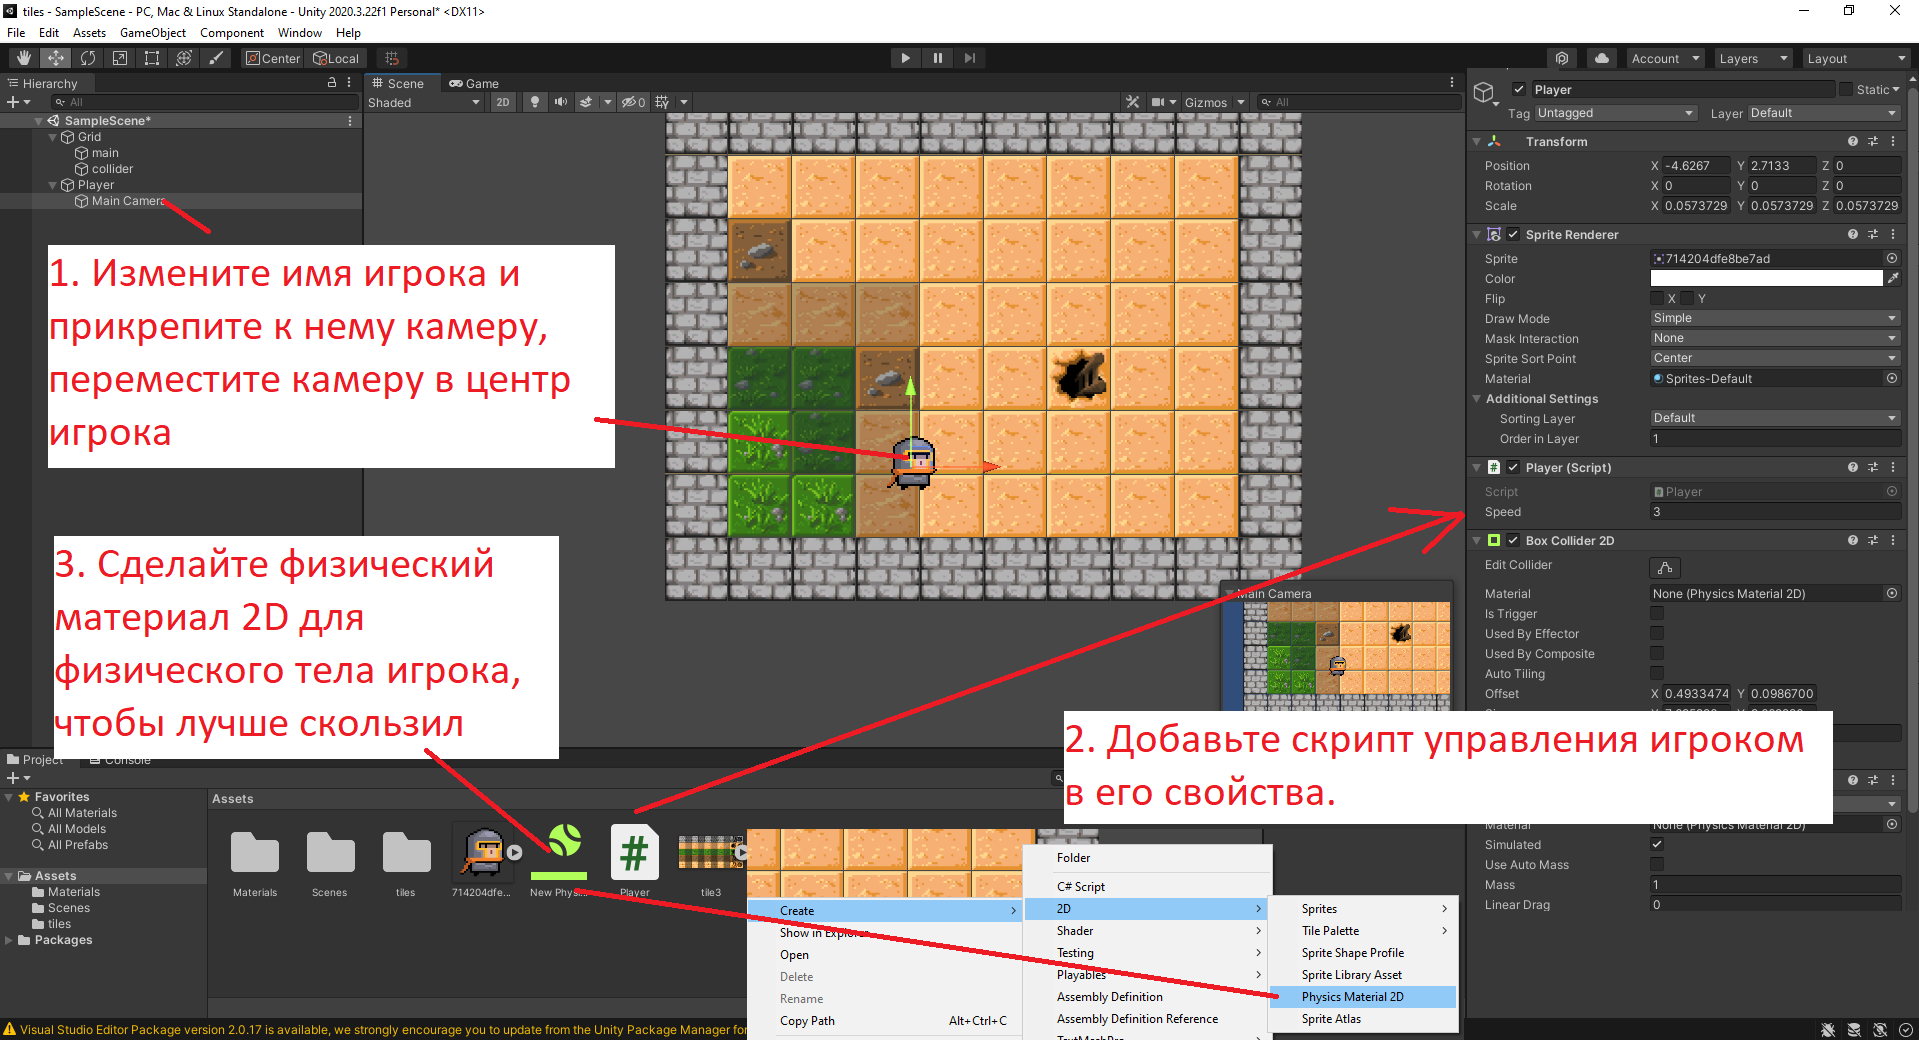 tiles - SampleScene - PC, Mac & Linux Standalone - Unity 2020.3.22f1 Personal* <DX11>
File Edit Assets GameObject Component Window Help
Center Local Account Layers Layout
Hierarchy
All
SampleScene*
Grid
main
collider
Player
Main Camera
Scene Game
Shaded 2D 0 Gizmos All
1. Измените имя игрока и
прикрепите к нему камеру,
переместите камеру в центр
игрока
3. Сделайте физический
материал 2D для
физического тела игрока,
чтобы лучше скользил
Main Camera
2. Добавьте скрипт управления игроком
в его свойства.
Player Static
Tag Untagged Layer Default
Transform
Position X -4.6267 Y 2.7133 Z 0
Rotation X 0 Y 0 Z 0
Scale X 0.0573729 Y 0.0573729 Z 0.0573729
Sprite Renderer
Sprite 714204dfe8be7ad
Color
Flip X Y
Draw Mode Simple
Mask Interaction None
Sprite Sort Point Center
Material Sprites-Default
Additional Settings
Sorting Layer Default
Order in Layer 1
Player (Script)
Script Player
Speed 3
Box Collider 2D
Edit Collider
Material None (Physics Material 2D)
Is Trigger
Used By Effector
Used By Composite
Auto Tiling
Offset X 0.4933474 Y 0.0986700
Material None (Physics Material 2D)
Simulated
Use Auto Mass
Mass 1
Linear Drag 0
Project Console
Favorites
All Materials
All Models
All Prefabs
Assets
Materials
Scenes
tiles
Packages
Assets
Materials Scenes tiles 714204dfe... New Physi... Player tile3
Create
Show in Explorer
Open
Delete
Rename
Copy Path Alt+Ctrl+C
Folder
C# Script
2D
Shader
Testing
Playables
Assembly Definition
Assembly Definition Reference
TextMeshPro
Sprites
Tile Palette
Sprite Shape Profile
Sprite Library Asset
Physics Material 2D
Sprite Atlas
Visual Studio Editor Package version 2.0.17 is available, we strongly encourage you to update from the Unity Package Manager for